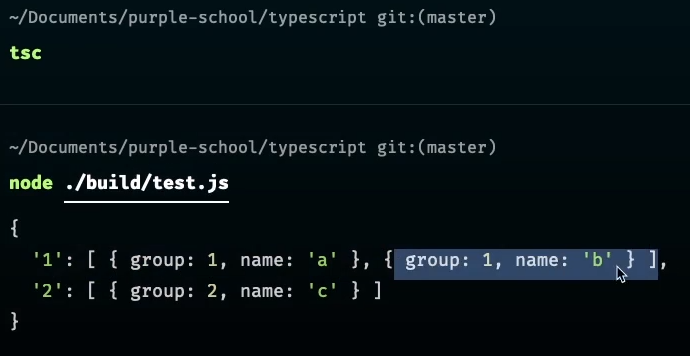 ~/Documents/purple-school/typescript git:(master)
tsc
~/Documents/purple-school/typescript git:(master)
node ./build/test.js
{
  '1': [ { group: 1, name: 'a' }, { group: 1, name: 'b' } ],
  '2': [ { group: 2, name: 'c' } ]
}